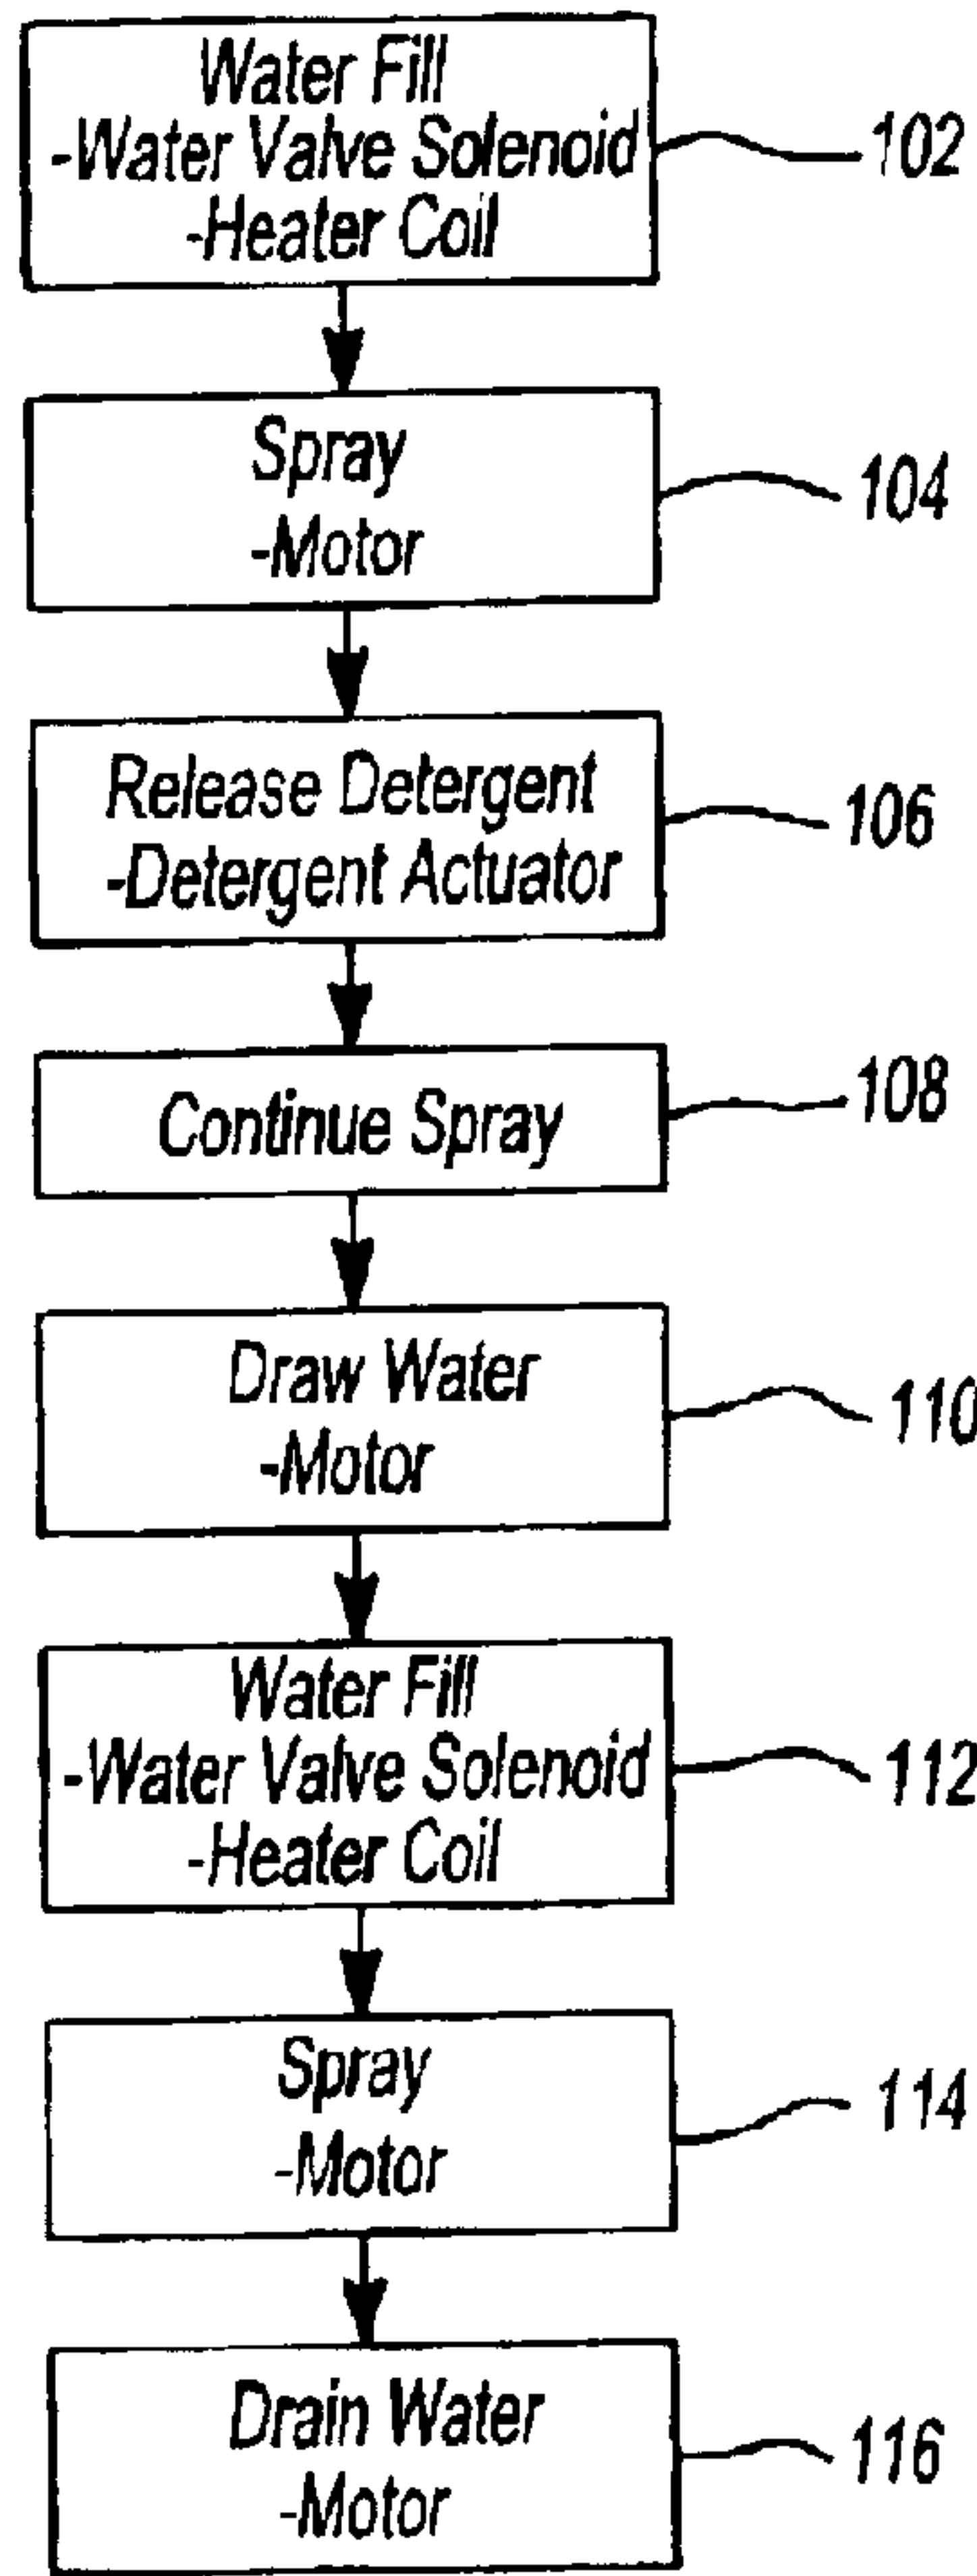 Water Fill
-Water Valve Solenoid
-Heater Coil
102
Spray
-Motor
104
Release Detergent
-Detergent Actuator
106
Continue Spray
108
Draw Water
-Motor
110
Water Fill
-Water Valve Solenoid
-Heater Coil
112
Spray
-Motor
114
Drain Water
-Motor
116